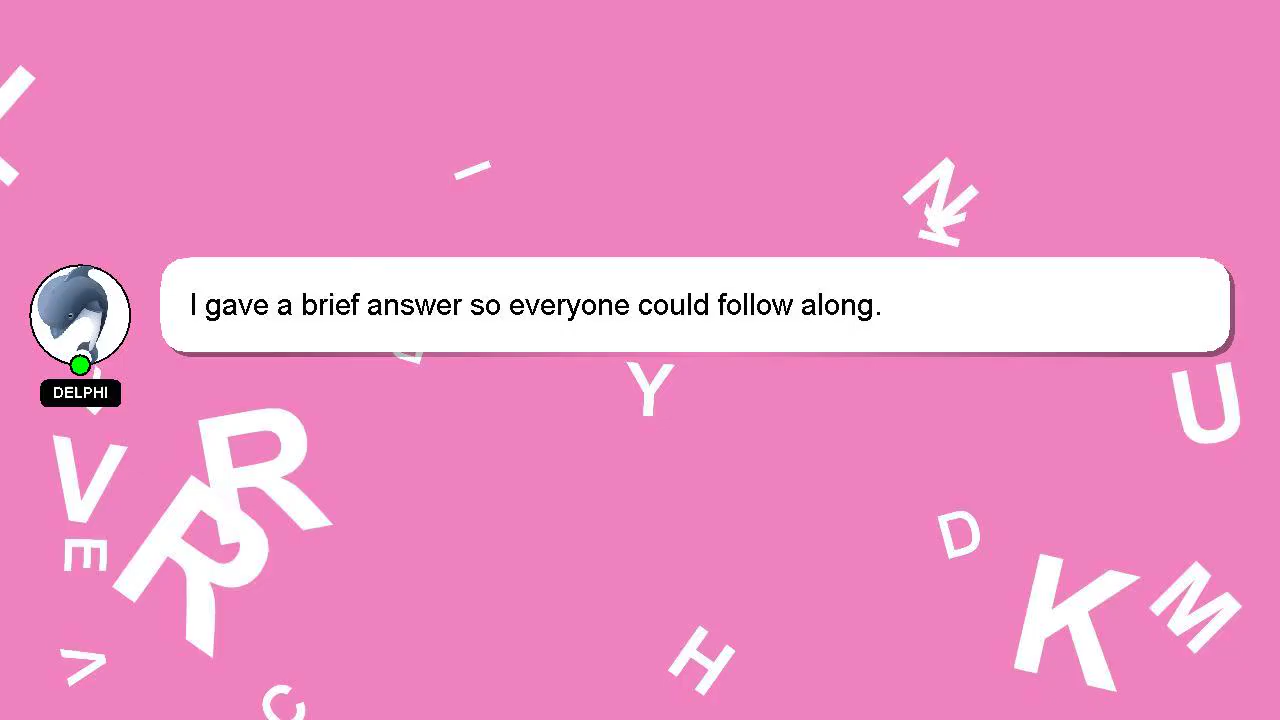 I gave a brief answer so everyone could follow along.
DELPHI
I
N
K
Y
U
V
R
R
E
D
K
M
H
C